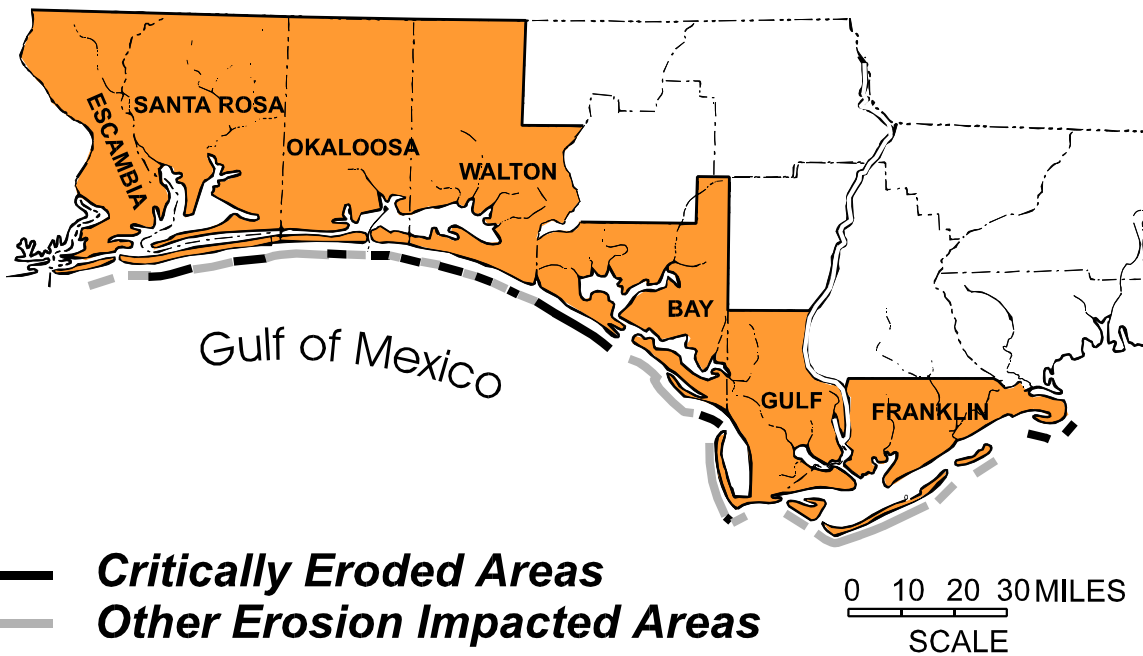 ESCAMBIA
SANTA ROSA
OKALOOSA
WALTON
BAY
GULF
FRANKLIN
Gulf of Mexico
Critically Eroded Areas
Other Erosion Impacted Areas
0 10 20 30 MILES
SCALE